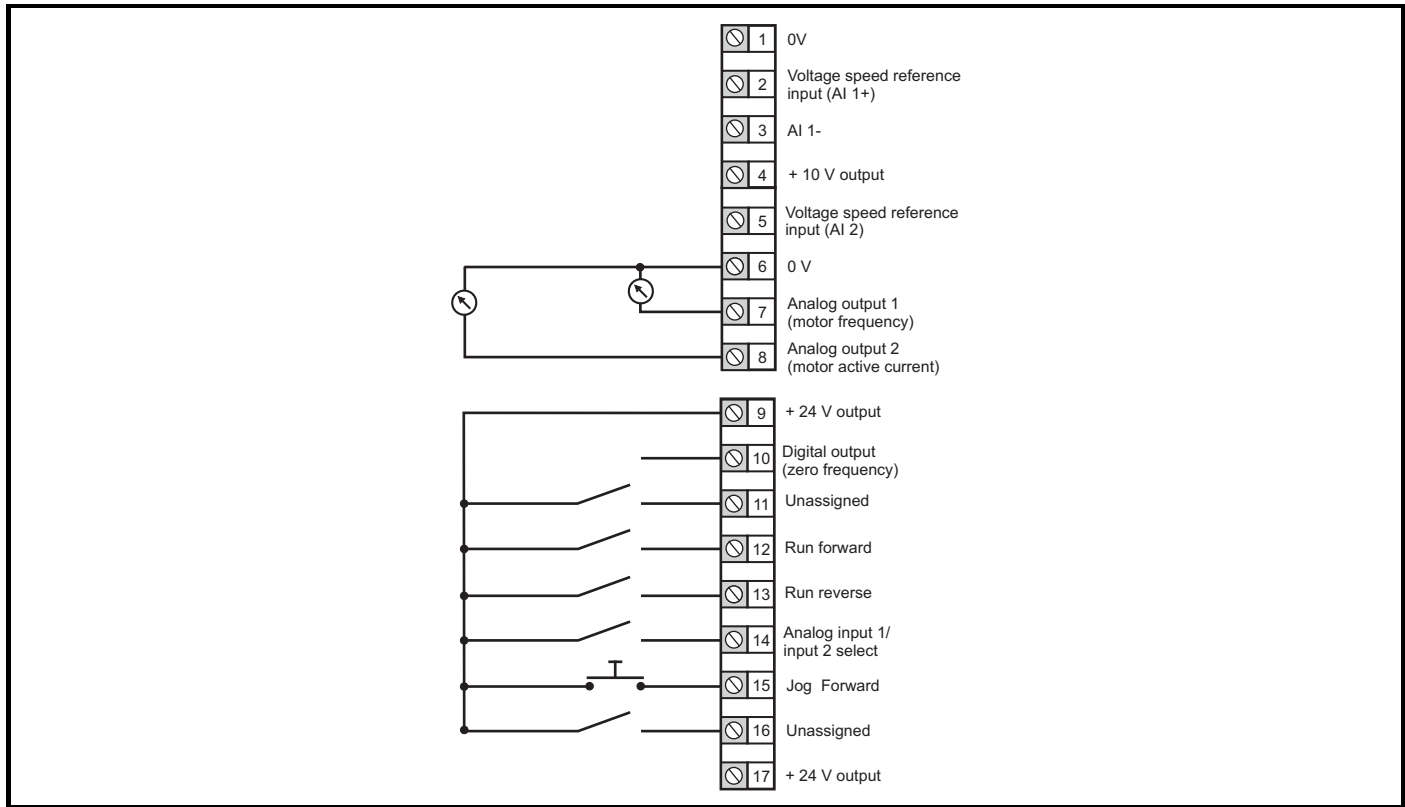 1 0V
2 Voltage speed reference
input (AI 1+)
3 AI 1-
4 + 10 V output
5 Voltage speed reference
input (AI 2)
6 0 V
7 Analog output 1
(motor frequency)
8 Analog output 2
(motor active current)
9 + 24 V output
10 Digital output
(zero frequency)
11 Unassigned
12 Run forward
13 Run reverse
14 Analog input 1/
input 2 select
15 Jog Forward
16 Unassigned
17 + 24 V output